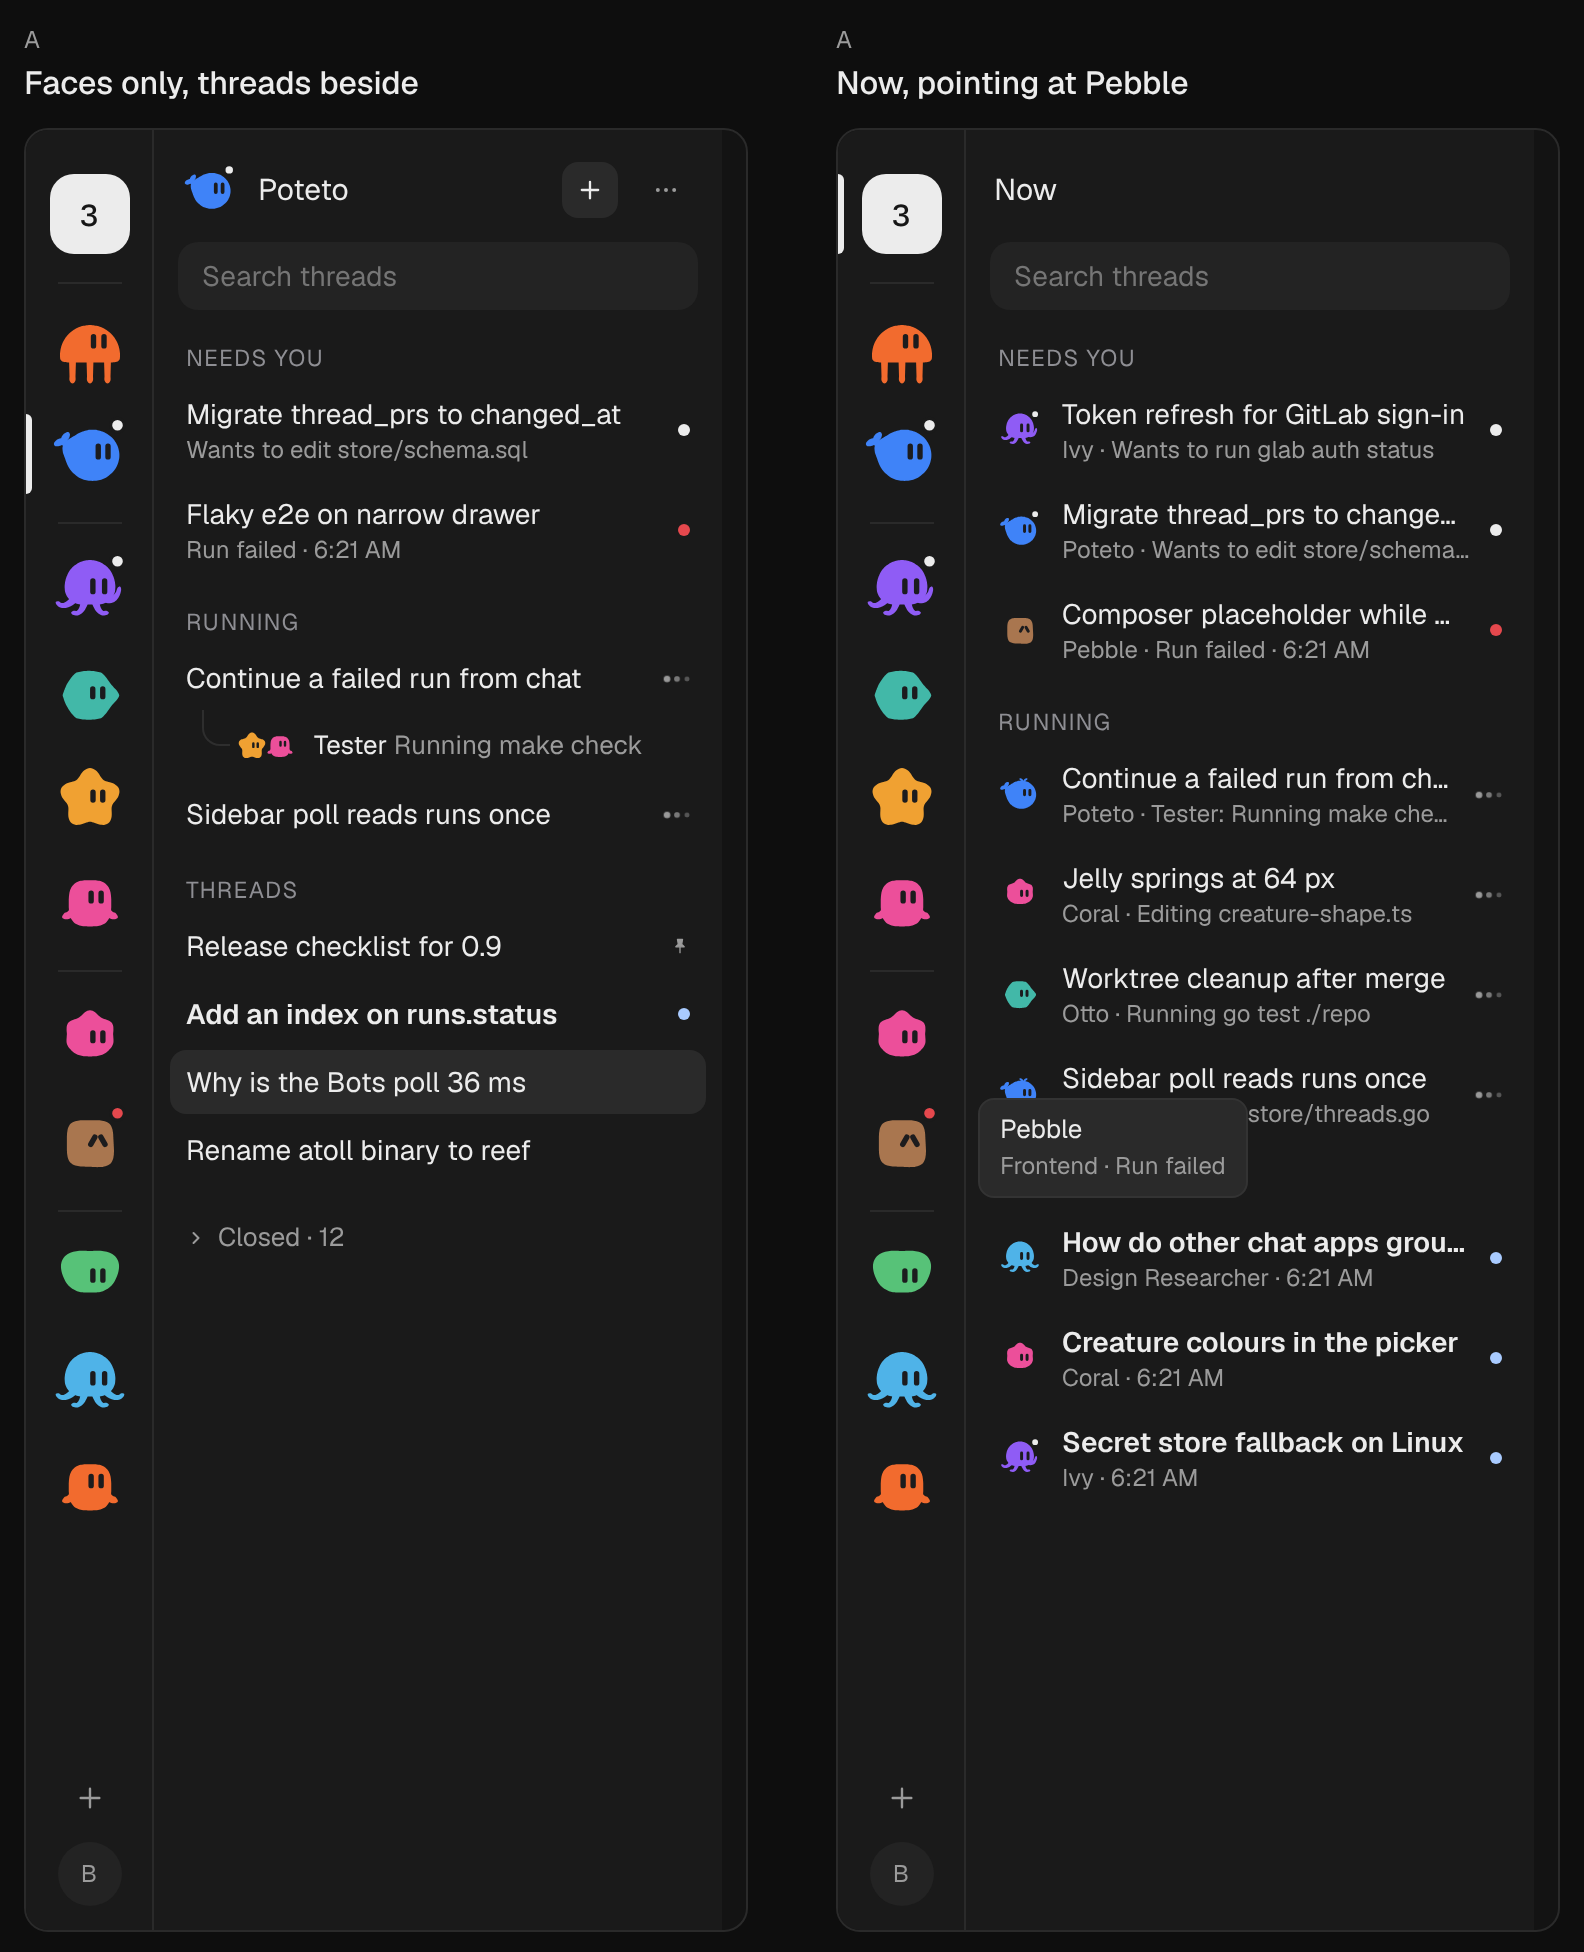 A
Faces only, threads beside
3
Poteto
Search threads
NEEDS YOU
Migrate thread_prs to changed_at
Wants to edit store/schema.sql
Flaky e2e on narrow drawer
Run failed · 6:21 AM
RUNNING
Continue a failed run from chat
Tester Running make check
Sidebar poll reads runs once
THREADS
Release checklist for 0.9
Add an index on runs.status
Why is the Bots poll 36 ms
Rename atoll binary to reef
Closed · 12
B
A
Now, pointing at Pebble
3
Now
Search threads
NEEDS YOU
Token refresh for GitLab sign-in
Ivy · Wants to run glab auth status
Migrate thread_prs to change...
Poteto · Wants to edit store/schema...
Composer placeholder while ...
Pebble · Run failed · 6:21 AM
RUNNING
Continue a failed run from ch...
Poteto · Tester: Running make che...
Jelly springs at 64 px
Coral · Editing creature-shape.ts
Worktree cleanup after merge
Otto · Running go test ./repo
Sidebar poll reads runs once
store/threads.go
Pebble
Frontend · Run failed
How do other chat apps grou...
Design Researcher · 6:21 AM
Creature colours in the picker
Coral · 6:21 AM
Secret store fallback on Linux
Ivy · 6:21 AM
B